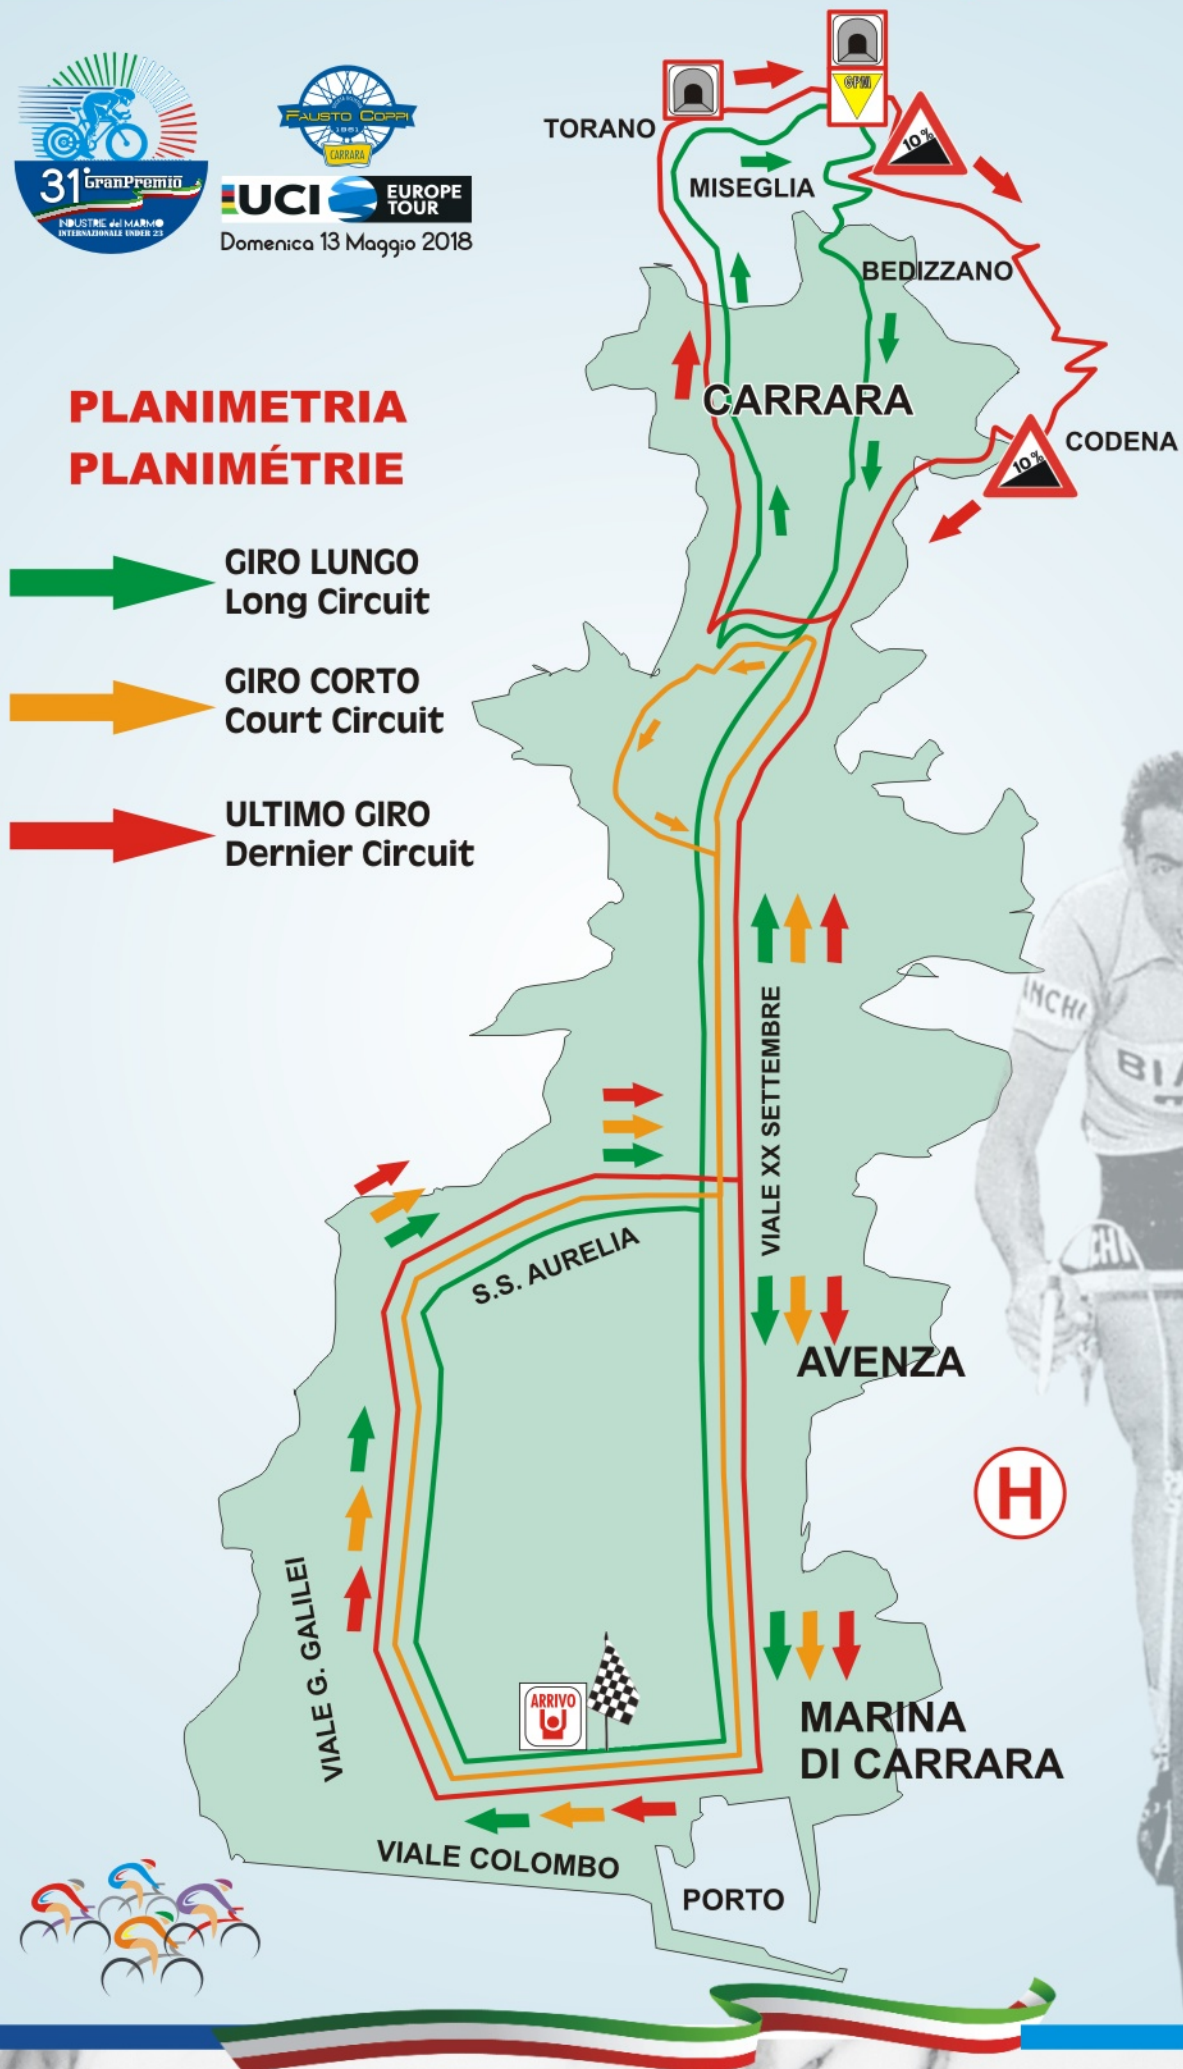 31° GranPremio
INDUSTRIE del MARMO
INTERNAZIONALE UNDER 23
FAUSTO COPPI
1951
CARRARA
UCI EUROPE
TOUR
Domenica 13 Maggio 2018
TORANO
GPM
10%
MISEGLIA
BEDIZZANO
PLANIMETRIA
PLANIMÉTRIE
CARRARA
CODENA
10%
GIRO LUNGO
Long Circuit
GIRO CORTO
Court Circuit
ULTIMO GIRO
Dernier Circuit
VIALE XX SETTEMBRE
S.S. AURELIA
AVENZA
H
VIALE G. GALILEI
ARRIVO
MARINA
DI CARRARA
VIALE COLOMBO
PORTO